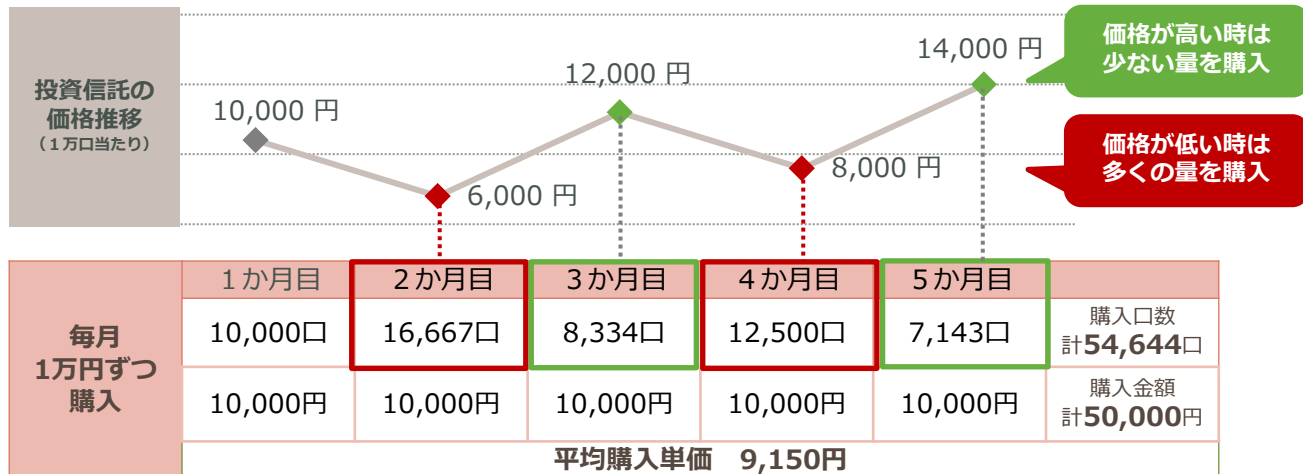 投資信託の
価格推移
（１万口当たり）
10,000 円
6,000 円
12,000 円
8,000 円
14,000 円
価格が高い時は
少ない量を購入
価格が低い時は
多くの量を購入
１か月目
２か月目
３か月目
４か月目
５か月目
毎月
1万円ずつ
購入
10,000口
16,667口
8,334口
12,500口
7,143口
購入口数
計54,644口
10,000円
10,000円
10,000円
10,000円
10,000円
購入金額
計50,000円
平均購入単価　9,150円